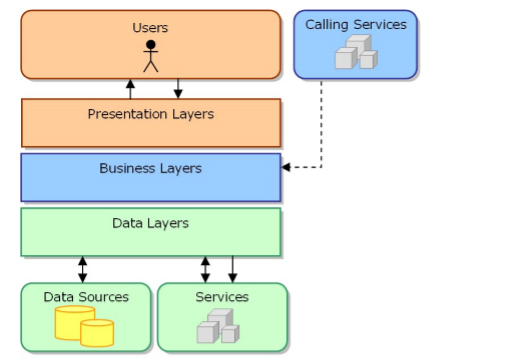 Users
Calling Services
Presentation Layers
Business Layers
Data Layers
Data Sources
Services